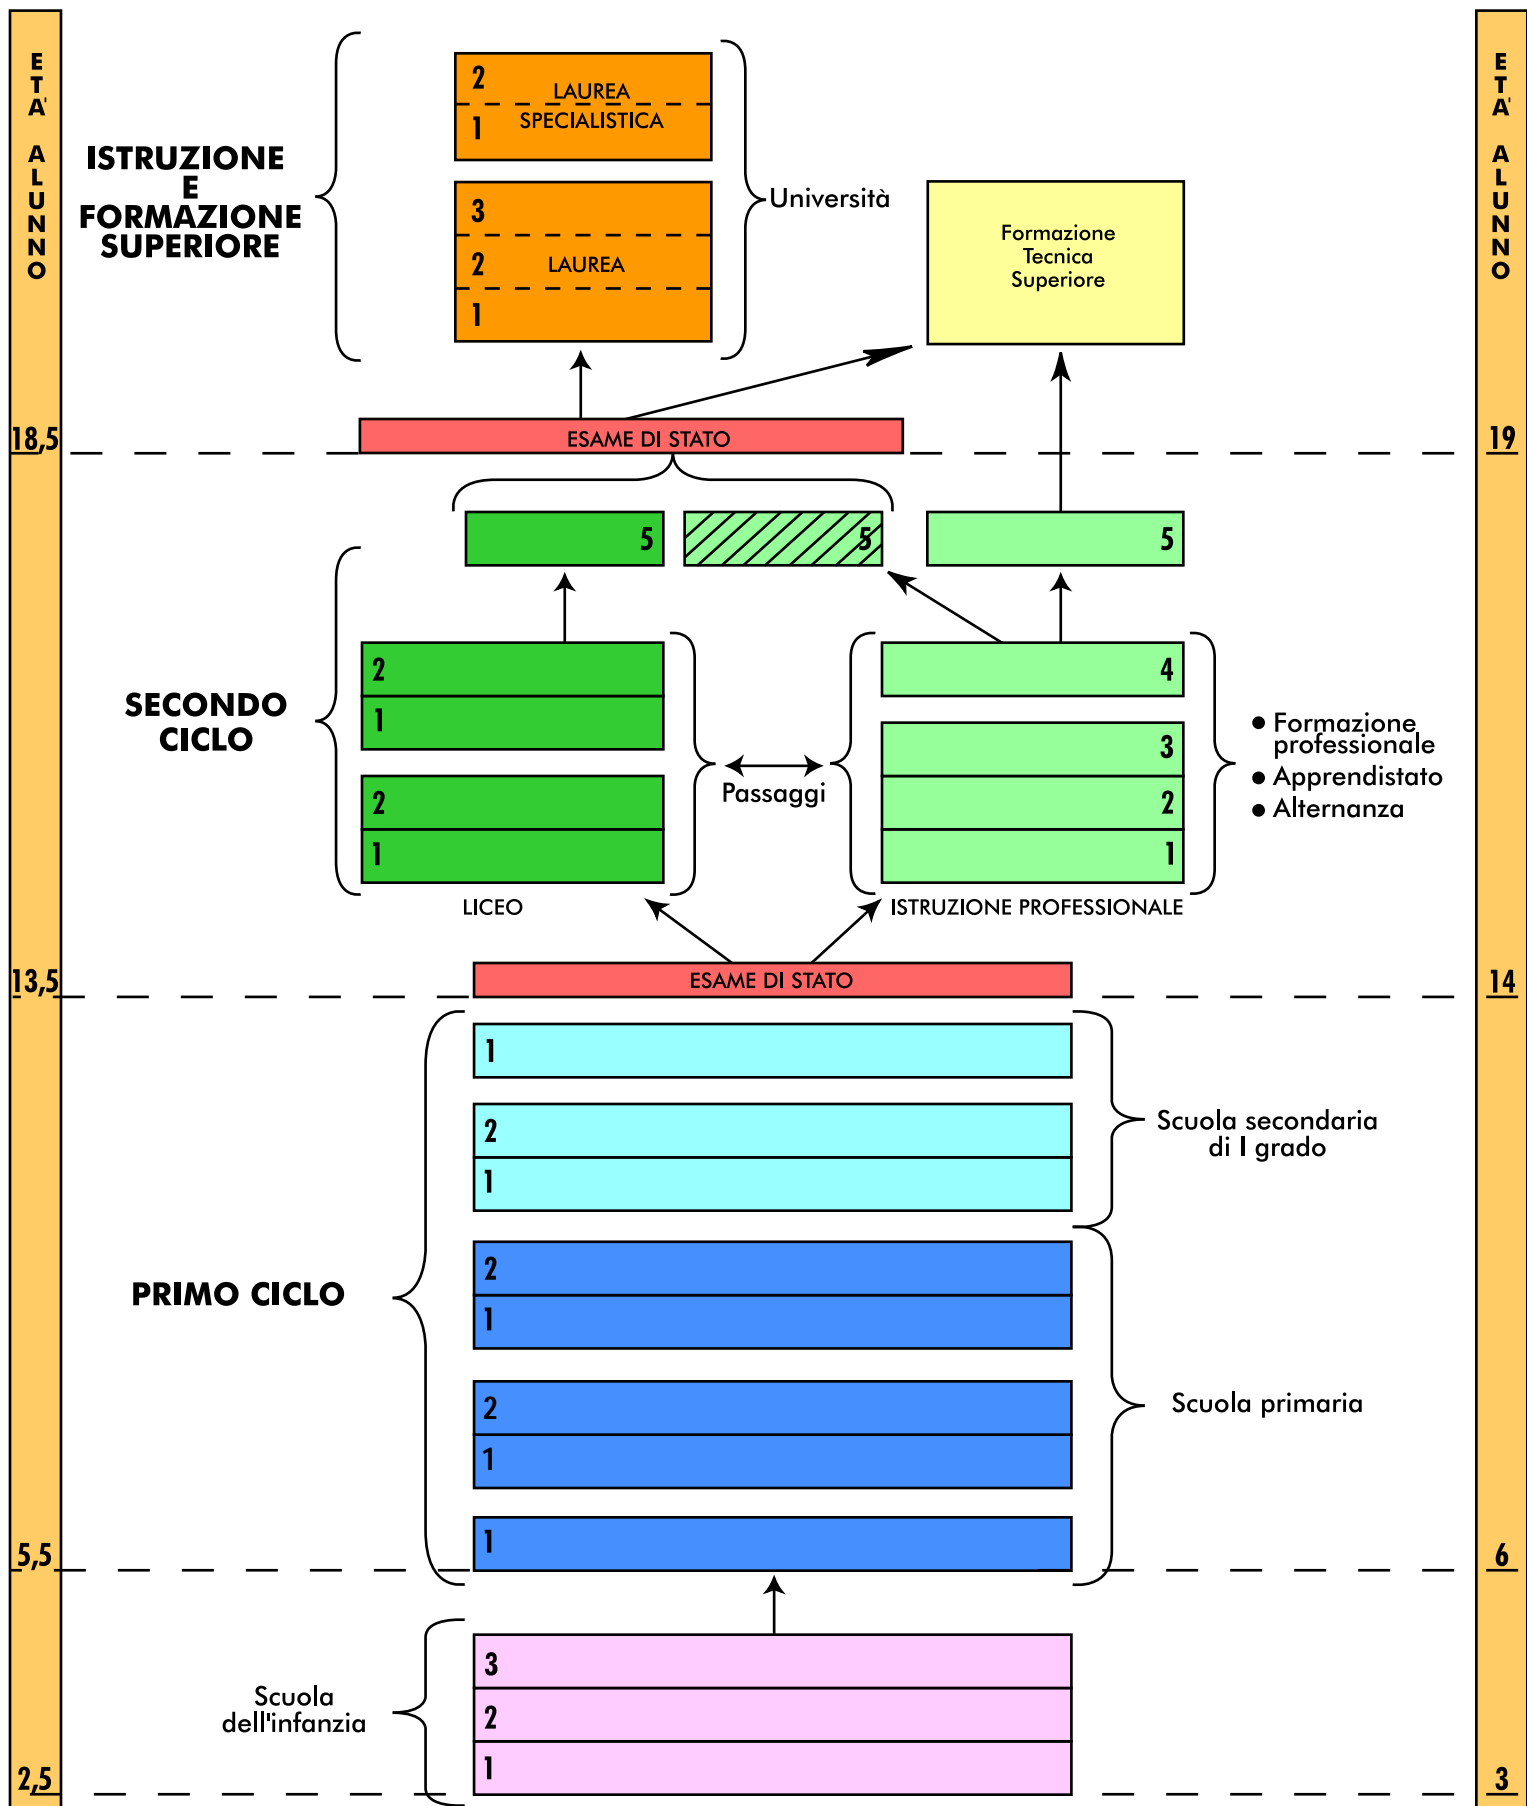 ETA' ALUNNO
ETA' ALUNNO
2
LAUREA
SPECIALISTICA
1
ISTRUZIONE
E
FORMAZIONE
SUPERIORE
Università
3
2
LAUREA
1
Formazione
Tecnica
Superiore
18,5
ESAME DI STATO
19
5
5
5
SECONDO
CICLO
2
1
2
1
LICEO
Passaggi
4
3
2
1
ISTRUZIONE PROFESSIONALE
● Formazione
professionale
● Apprendistato
● Alternanza
13,5
ESAME DI STATO
14
1
2
1
Scuola secondaria
di I grado
PRIMO CICLO
2
1
2
1
1
Scuola primaria
5,5
6
Scuola
dell'infanzia
3
2
1
2,5
3